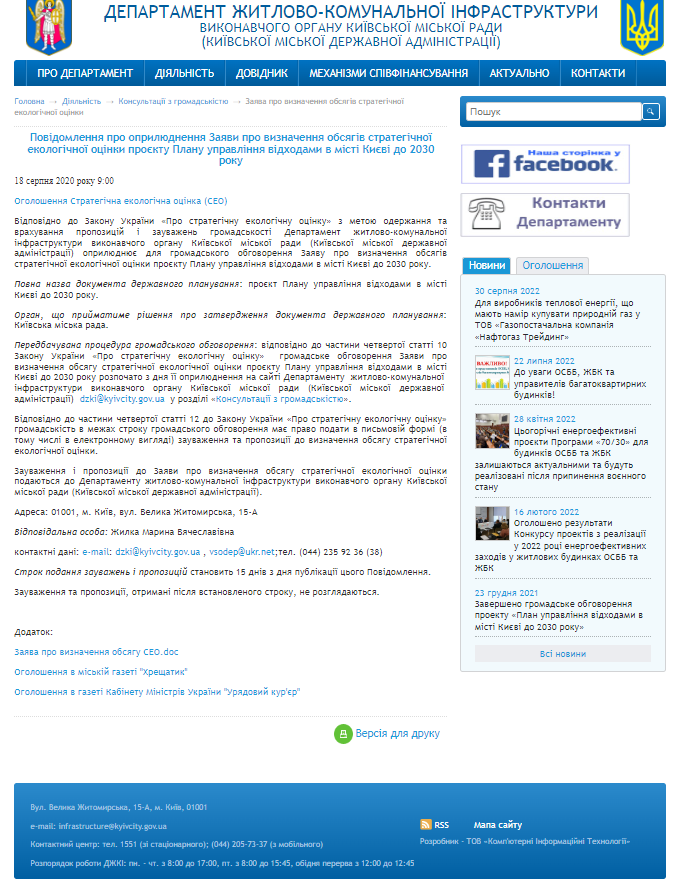 ДЕПАРТАМЕНТ ЖИТЛОВО-КОМУНАЛЬНОЇ ІНФРАСТРУКТУРИ
ВИКОНАВЧОГО ОРГАНУ КИЇВСЬКОЇ МІСЬКОЇ РАДИ
(КИЇВСЬКОЇ МІСЬКОЇ ДЕРЖАВНОЇ АДМІНІСТРАЦІЇ)
ПРО ДЕПАРТАМЕНТ ДІЯЛЬНІСТЬ ДОВІДНИК МЕХАНІЗМИ СПІВФІНАНСУВАННЯ АКТУАЛЬНО КОНТАКТИ
Головна → Діяльність → Консультації з громадськістю → Заява про визначення обсягів стратегічної
екологічної оцінки
Повідомлення про оприлюднення Заяви про визначення обсягів стратегічної
екологічної оцінки проєкту Плану управління відходами в місті Києві до 2030
року
18 серпня 2020 року 9:00
Оголошення Стратегічна екологічна оцінка (СЕО)
Відповідно до Закону України «Про стратегічну екологічну оцінку» з метою одержання та
врахування пропозицій і зауважень громадськості Департамент житлово-комунальної
інфраструктури виконавчого органу Київської міської ради (Київської міської державної
адміністрації) оприлюднює для громадського обговорення Заяву про визначення обсягів
стратегічної екологічної оцінки проєкту Плану управління відходами в місті Києві до 2030 року.
Повна назва документа державного планування: проєкт Плану управління відходами в місті
Києві до 2030 року.
Орган, що прийматиме рішення про затвердження документа державного планування:
Київська міська рада.
Передбачувана процедура громадського обговорення: відповідно до частини четвертої статті 10
Закону України «Про стратегічну екологічну оцінку» громадське обговорення Заяви про
визначення обсягу стратегічної екологічної оцінки проєкту Плану управління відходами в місті
Києві до 2030 року розпочато з дня її оприлюднення на сайті Департаменту житлово-комунальної
інфраструктури виконавчого органу Київської міської ради (Київської міської державної
адміністрації) dzki@kyivcity.gov.ua у розділі «Консультації з громадськістю».
Відповідно до частини четвертої статті 12 до Закону України «Про стратегічну екологічну оцінку»
громадськість в межах строку громадського обговорення має право подати в письмовій формі (в
тому числі в електронному вигляді) зауваження та пропозиції до визначення обсягу стратегічної
екологічної оцінки.
Зауваження і пропозиції до Заяви про визначення обсягу стратегічної екологічної оцінки
подаються до Департаменту житлово-комунальної інфраструктури виконавчого органу Київської
міської ради (Київської міської державної адміністрації).
Адреса: 01001, м. Київ, вул. Велика Житомирська, 15-А
Відповідальна особа: Жилка Марина Вячеславівна
контактні дані: e-mail: dzki@kyivcity.gov.ua , vsodep@ukr.net;тел. (044) 235 92 36 (38)
Строк подання зауважень і пропозицій становить 15 днів з дня публікації цього Повідомлення.
Зауваження та пропозиції, отримані після встановленого строку, не розглядаються.
Додаток:
Заява про визначення обсягу СЕО.doc
Оголошення в міській газеті "Хрещатик"
Оголошення в газеті Кабінету Міністрів України "Урядовий кур'єр"
Версія для друку
Пошук
Наша сторінка у
facebook.
Контакти
Департаменту
Новини Оголошення
30 серпня 2022
Для виробників теплової енергії, що
мають намір купувати природній газ у
ТОВ «Газопостачальна компанія
«Нафтогаз Трейдинг»
ВАЖЛИВО!
22 липня 2022
До уваги ОСББ, ЖБК та
управителів багатоквартирних
будинків!
28 квітня 2022
Цьогорічні енергоефективні
проєкти Програми «70/30» для
будинків ОСББ та ЖБК
залишаються актуальними та будуть
реалізовані після припинення воєнного
стану
16 лютого 2022
Оголошено результати
Конкурсу проектів з реалізації
у 2022 році енергоефективних
заходів у житлових будинках ОСББ та
ЖБК
23 грудня 2021
Завершено громадське обговорення
проекту «План управління відходами в
місті Києві до 2030 року»
Всі новини
Вул. Велика Житомирська, 15-А, м. Київ, 01001
e-mail: infrastructure@kyivcity.gov.ua
Контактний центр: тел. 1551 (зі стаціонарного); (044) 205-73-37 (з мобільного)
Розпорядок роботи ДЖКІ: пн. - чт. з 8:00 до 17:00, пт. з 8:00 до 15:45, обідня перерва з 12:00 до 12:45
RSS Мапа сайту
Розробник - ТОВ «Комп'ютерні Інформаційні Технології»